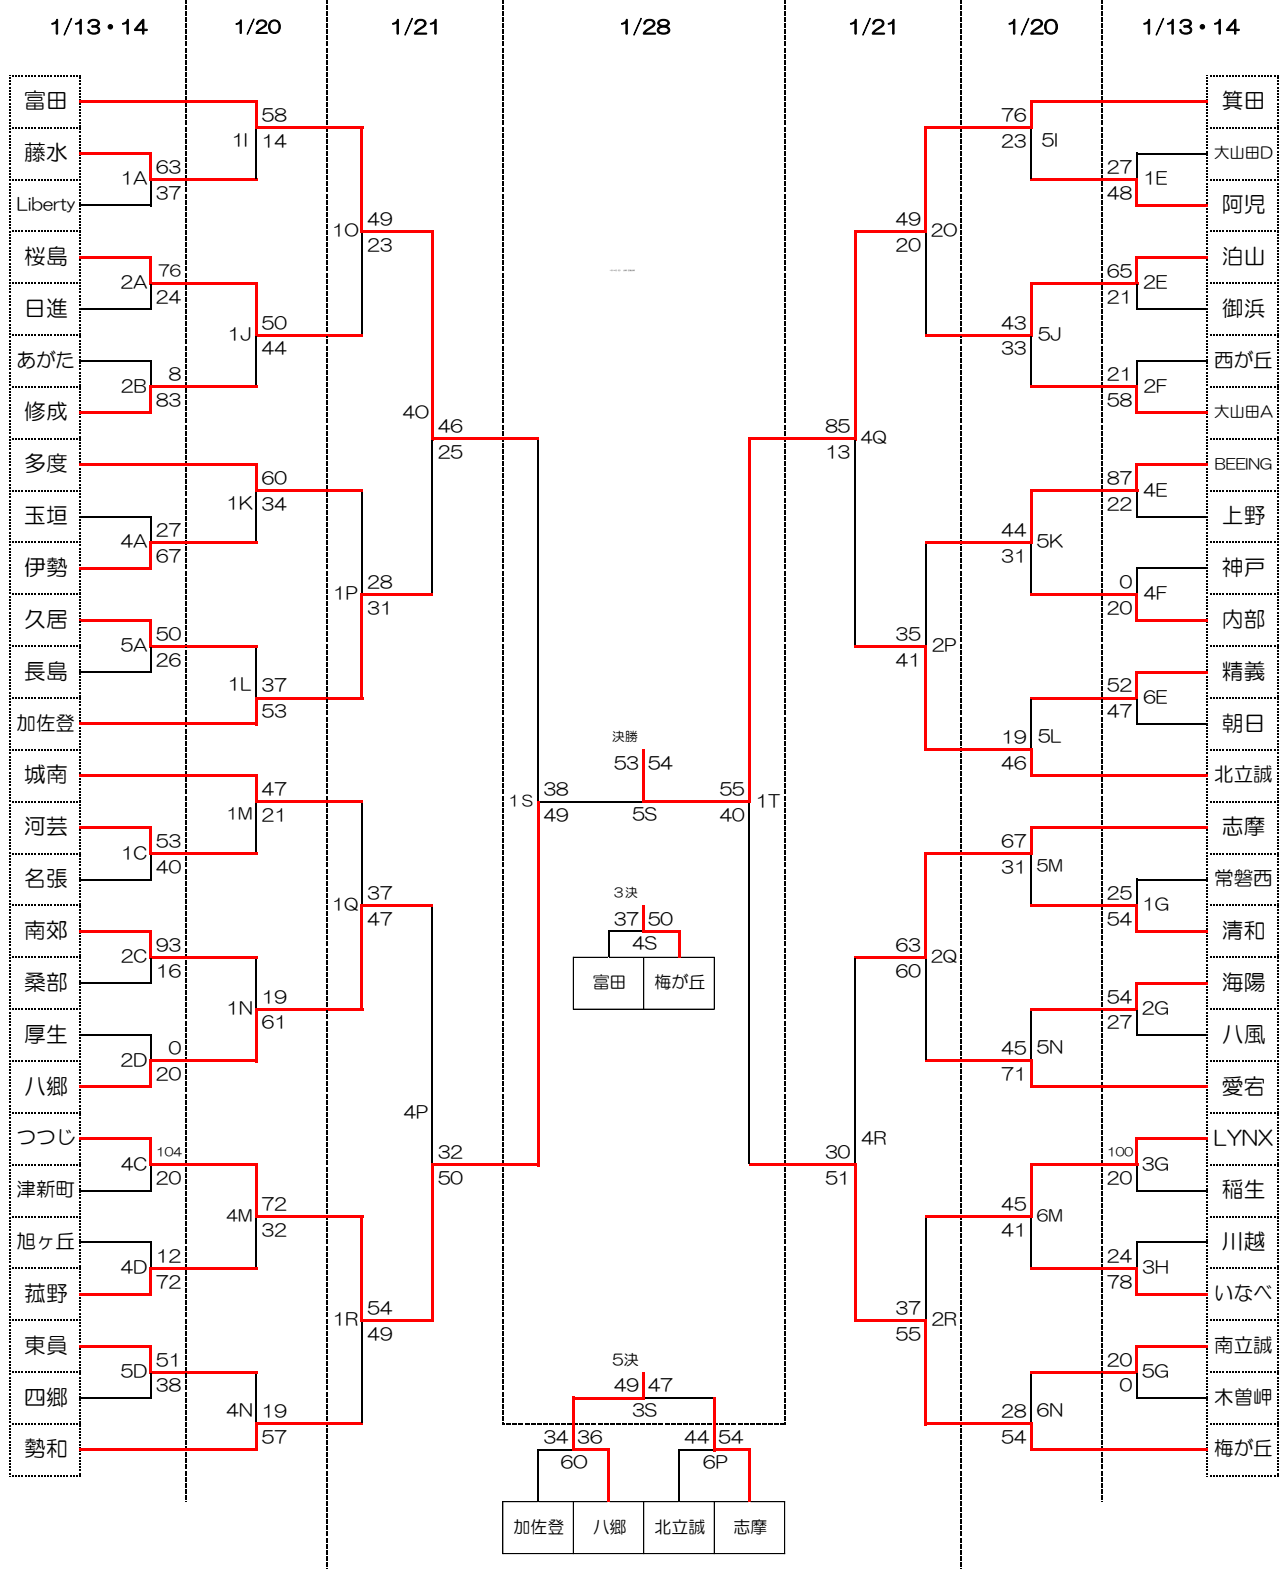 1/13・14 1/20 1/21 1/28 1/21 1/20 1/13・14
富田 58 76 箕田
1I 14 23 5I
藤水 63 27 大山田D
1A 1E
Liberty 37 48 阿児
49 49
1O 2O
23 20
桜島 76 65 泊山
2A 2E
日進 24 21 御浜
50 43
1J 5J
44 33
あがた 8 21 西が丘
2B 2F
修成 83 58 大山田A
4O 46 85 4Q
25 13
多度 60 87 BEEING
4E
1K 34 22 上野
玉垣 27 44
4A 5K
伊勢 67 31
0 神戸
4F
28 20 内部
1P
31
久居 50 35
5A 2P
長島 26 41
52 精義
6E
1L 37 47 朝日
加佐登 53
19 5L
46 北立誠
決勝
53 54
城南 47 38 55 67 志摩
1M 1S 5S 1T 5M
21 49 40 31
河芸 53 25 常磐西
1C 1G
名張 40 54 清和
3決
37 37 50
1Q 4S
47 富田 梅が丘
南郊 93 63
2C 2Q
桑部 16 60
54 海陽
2G
1N 19 27 八風
61
厚生 0 45 5N
2D
八郷 20 71 愛宕
4P 4R
つつじ 104 32 30 100 LYNX
4C 3G
津新町 20 50 51 20 稲生
4M 72 45 6M
32 41
旭ヶ丘 12 24 川越
4D 3H
菰野 72 78 いなべ
1R 54 37 2R
49 55
東員 51 20 南立誠
5D 5G
四郷 38 0 木曽岬
5決
49 47
3S
4N 19 28 6N
勢和 57 54 梅が丘
34 36 44 54
6O 6P
加佐登 八郷 北立誠 志摩